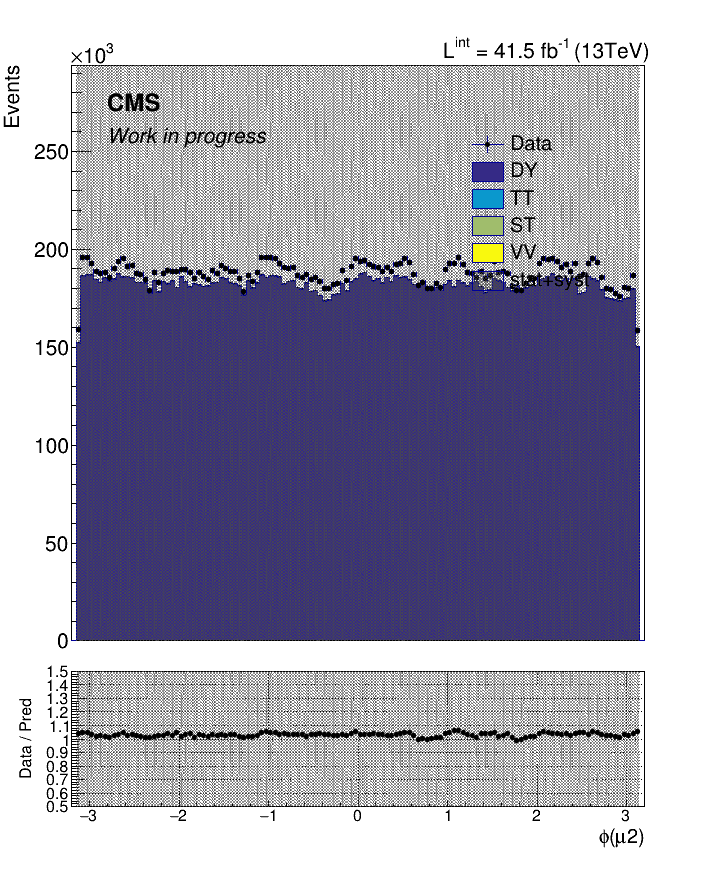 ×10³
L^int = 41.5 fb⁻¹ (13TeV)
Events
CMS
Work in progress
Data
DY
TT
ST
VV
stat+syst
250
200
150
100
50
0
Data / Pred
1.5
1.4
1.3
1.2
1.1
1
0.9
0.8
0.7
0.6
0.5
−3 −2 −1 0 1 2 3
ϕ(μ2)